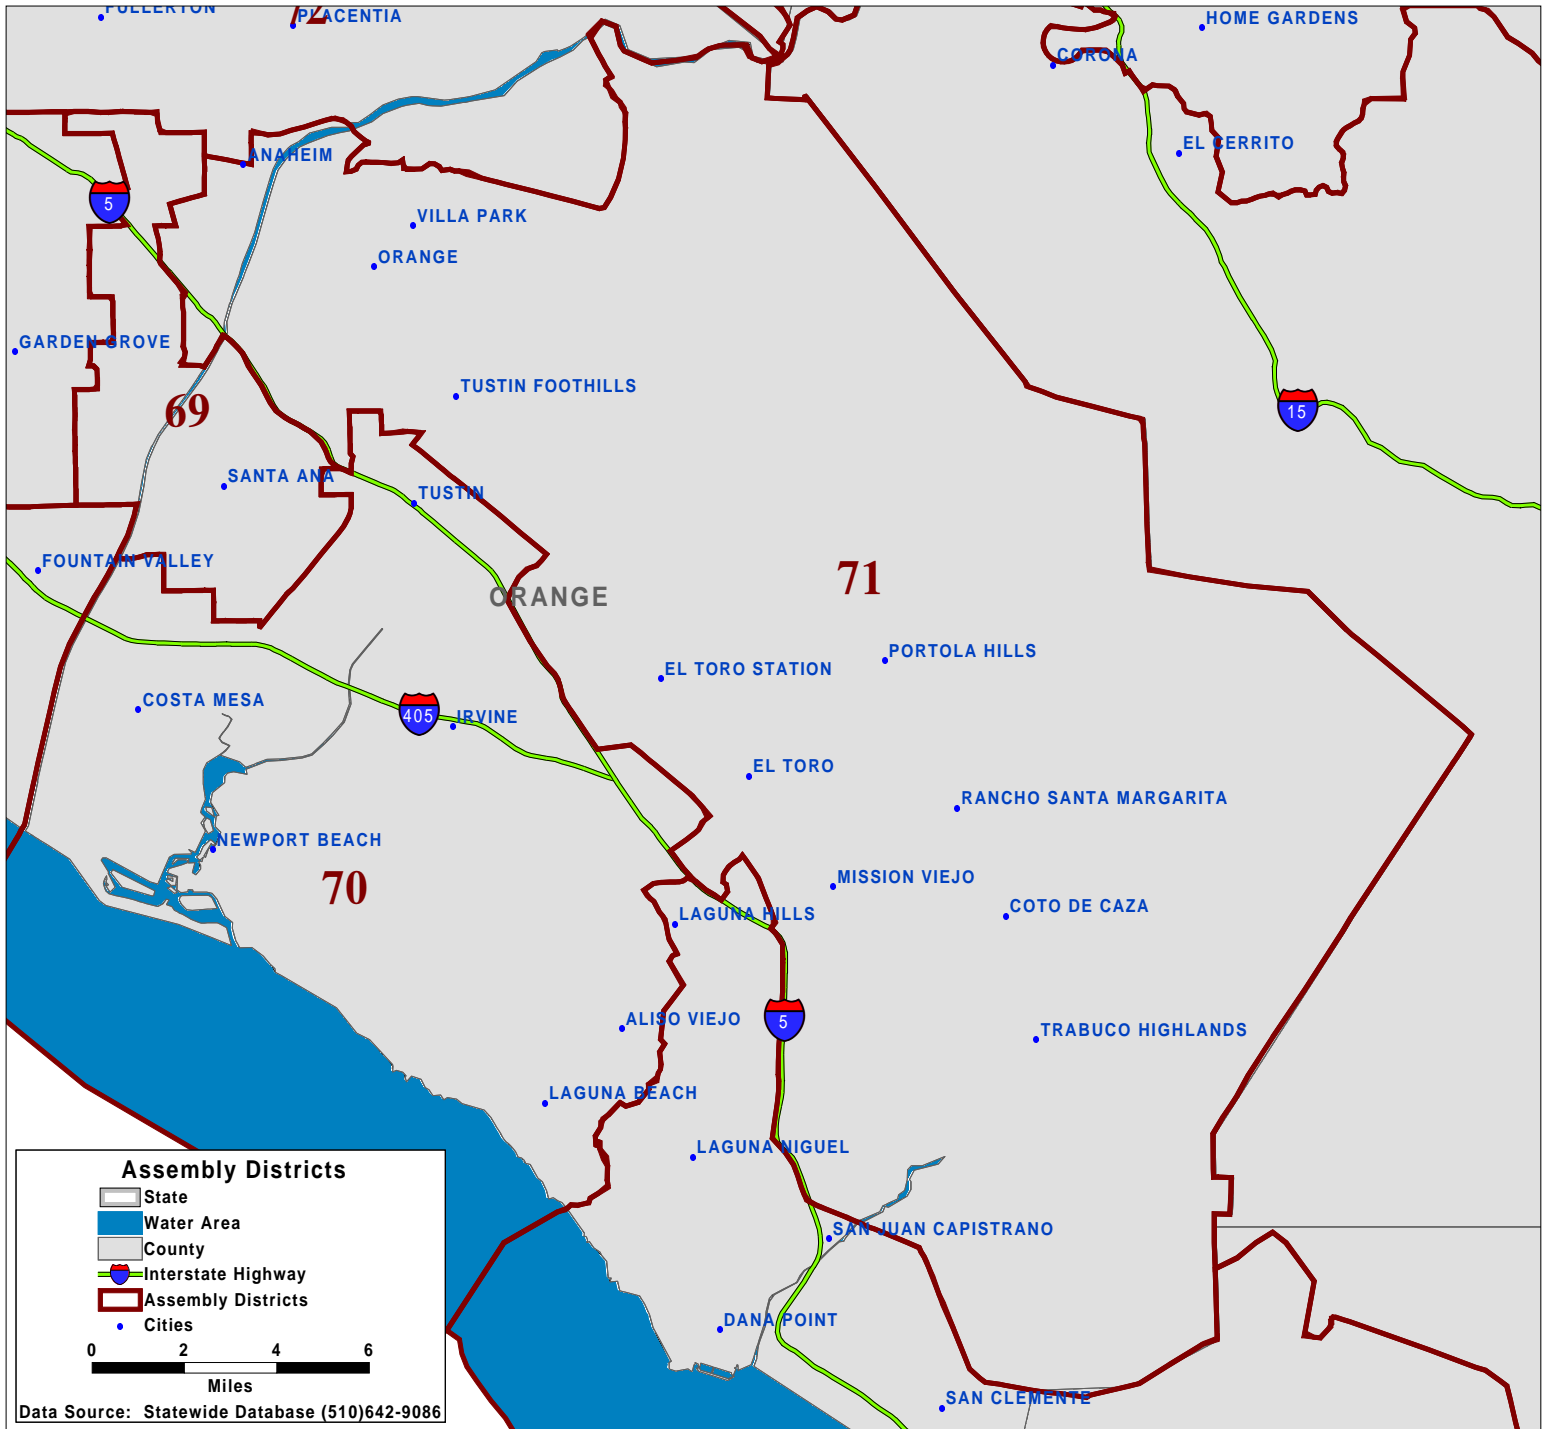 FULLERTON
72
PLACENTIA
HOME GARDENS
CORONA
ANAHEIM
EL CERRITO
5
VILLA PARK
ORANGE
GARDEN GROVE
TUSTIN FOOTHILLS
69
15
SANTA ANA
TUSTIN
FOUNTAIN VALLEY
71
ORANGE
PORTOLA HILLS
EL TORO STATION
COSTA MESA
405
IRVINE
EL TORO
RANCHO SANTA MARGARITA
NEWPORT BEACH
70
MISSION VIEJO
COTO DE CAZA
LAGUNA HILLS
ALISO VIEJO
5
TRABUCO HIGHLANDS
LAGUNA BEACH
LAGUNA NIGUEL
SAN JUAN CAPISTRANO
DANA POINT
SAN CLEMENTE
Assembly Districts
State
Water Area
County
Interstate Highway
Assembly Districts
Cities
0 2 4 6
Miles
Data Source: Statewide Database (510)642-9086